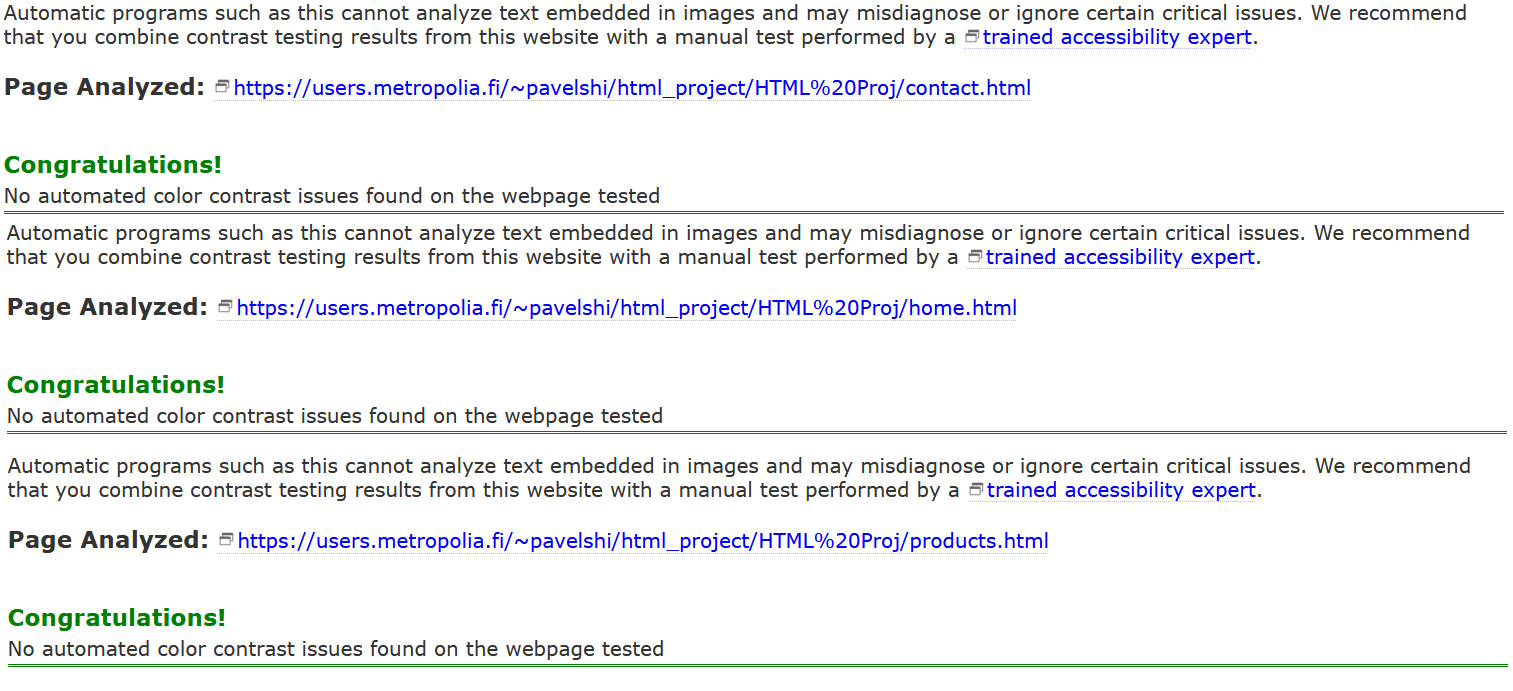 Automatic programs such as this cannot analyze text embedded in images and may misdiagnose or ignore certain critical issues. We recommend
that you combine contrast testing results from this website with a manual test performed by a trained accessibility expert.
Page Analyzed: https://users.metropolia.fi/~pavelshi/html_project/HTML%20Proj/contact.html
Congratulations!
No automated color contrast issues found on the webpage tested
Automatic programs such as this cannot analyze text embedded in images and may misdiagnose or ignore certain critical issues. We recommend
that you combine contrast testing results from this website with a manual test performed by a trained accessibility expert.
Page Analyzed: https://users.metropolia.fi/~pavelshi/html_project/HTML%20Proj/home.html
Congratulations!
No automated color contrast issues found on the webpage tested
Automatic programs such as this cannot analyze text embedded in images and may misdiagnose or ignore certain critical issues. We recommend
that you combine contrast testing results from this website with a manual test performed by a trained accessibility expert.
Page Analyzed: https://users.metropolia.fi/~pavelshi/html_project/HTML%20Proj/products.html
Congratulations!
No automated color contrast issues found on the webpage tested